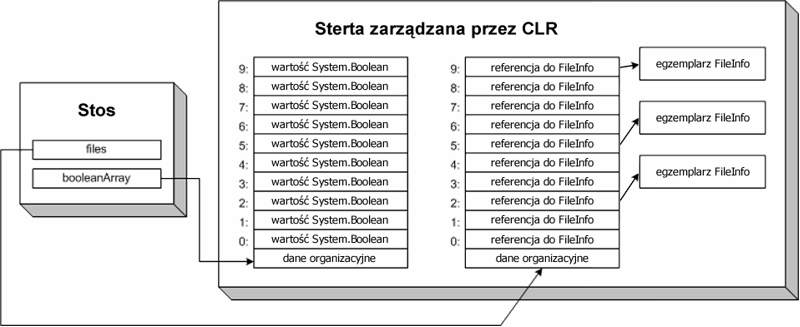 Sterta zarządzana przez CLR
Stos
files
booleanArray
9: wartość System.Boolean
8: wartość System.Boolean
7: wartość System.Boolean
6: wartość System.Boolean
5: wartość System.Boolean
4: wartość System.Boolean
3: wartość System.Boolean
2: wartość System.Boolean
1: wartość System.Boolean
0: wartość System.Boolean
dane organizacyjne
9: referencja do FileInfo
8: referencja do FileInfo
7: referencja do FileInfo
6: referencja do FileInfo
5: referencja do FileInfo
4: referencja do FileInfo
3: referencja do FileInfo
2: referencja do FileInfo
1: referencja do FileInfo
0: referencja do FileInfo
dane organizacyjne
egzemplarz FileInfo
egzemplarz FileInfo
egzemplarz FileInfo